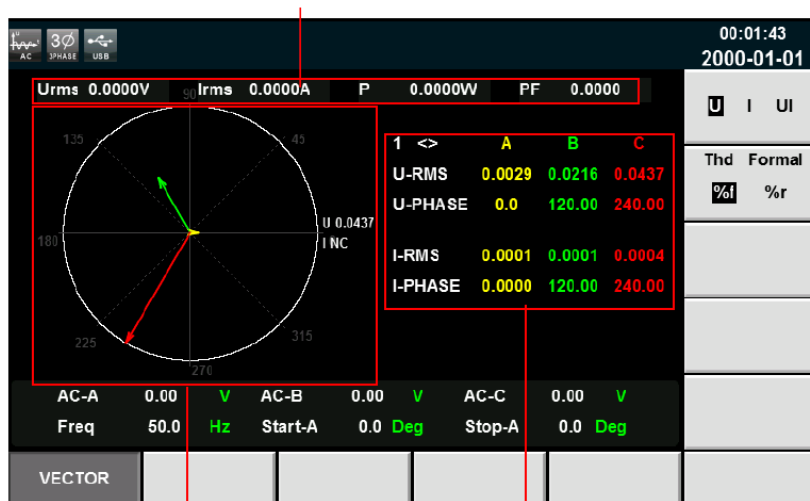 00:01:43
AC 3Ø 3PHASE USB
2000-01-01
Urms 0.0000V Irms 0.0000A P 0.0000W PF 0.0000
90
U I UI
135 45
1 <> A B C
Thd Formal
U-RMS 0.0029 0.0216 0.0437
%f %r
U-PHASE 0.0 120.00 240.00
U 0.0437
180
I NC
I-RMS 0.0001 0.0001 0.0004
I-PHASE 0.0000 120.00 240.00
225 315
270
AC-A 0.00 V AC-B 0.00 V AC-C 0.00 V
Freq 50.0 Hz Start-A 0.0 Deg Stop-A 0.0 Deg
VECTOR